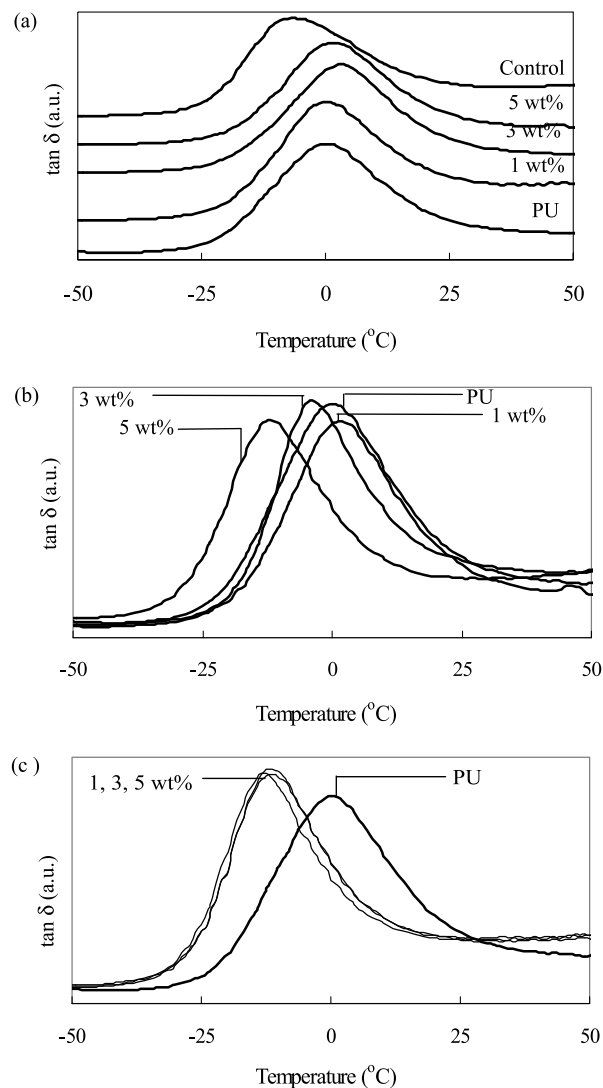 (a)
Control
5 wt%
3 wt%
1 wt%
PU
tan δ (a.u.)
-50 -25 0 25 50
Temperature (°C)
(b)
3 wt%
PU
1 wt%
5 wt%
tan δ (a.u.)
-50 -25 0 25 50
Temperature (°C)
(c )
1, 3, 5 wt%
PU
tan δ (a.u.)
-50 -25 0 25 50
Temperature (°C)